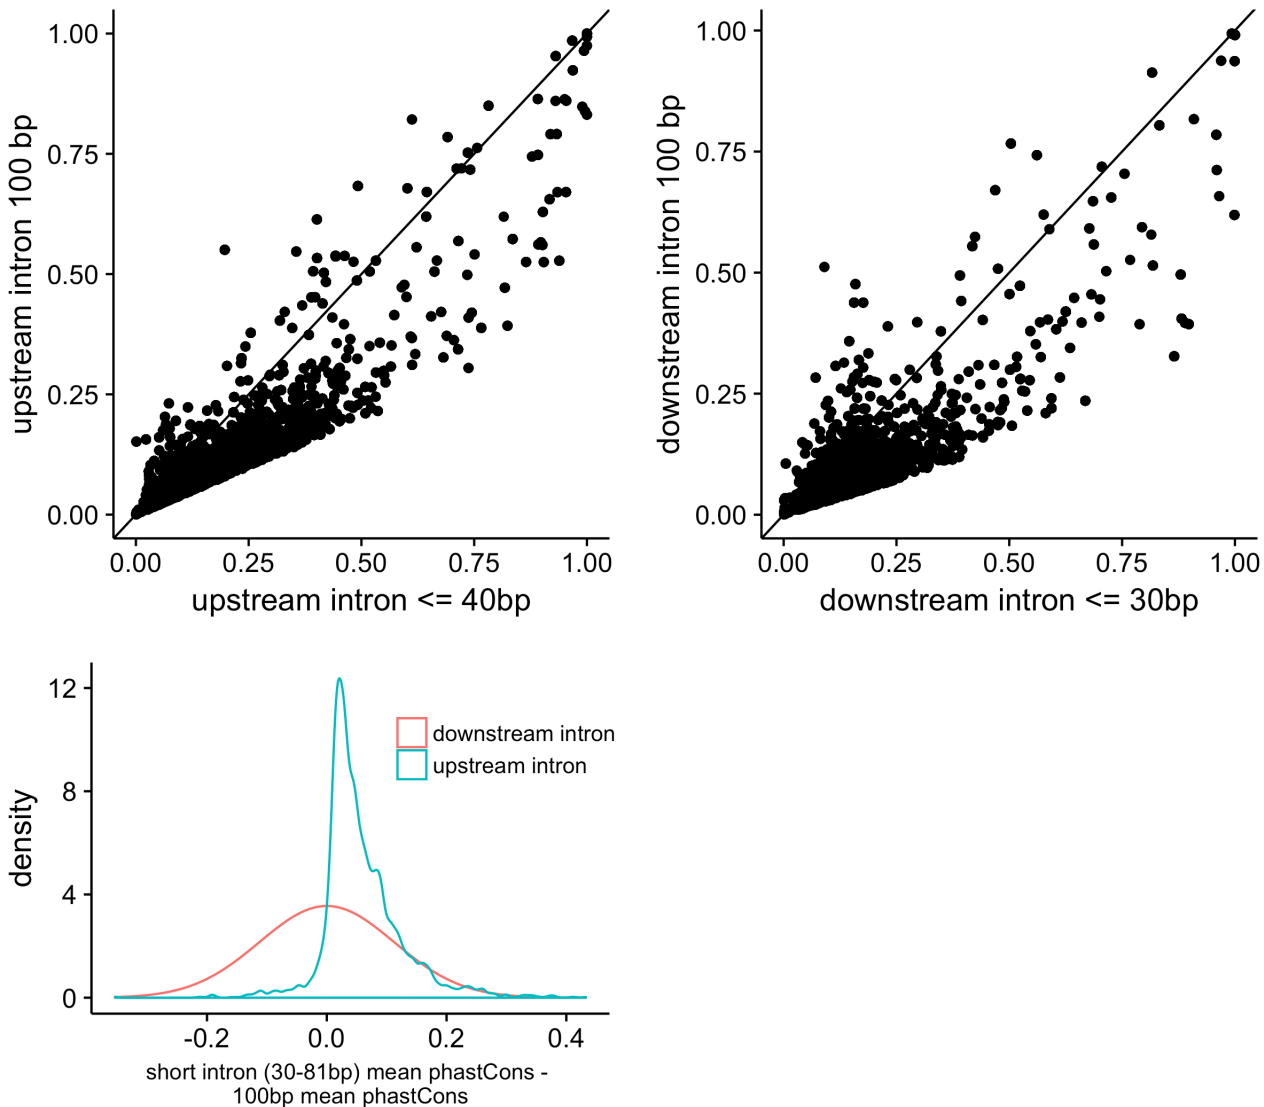 1.00
0.75
0.50
0.25
0.00
upstream intron 100 bp
0.00 0.25 0.50 0.75 1.00
upstream intron <= 40bp
1.00
0.75
0.50
0.25
0.00
downstream intron 100 bp
0.00 0.25 0.50 0.75 1.00
downstream intron <= 30bp
12
8
4
0
density
downstream intron
upstream intron
-0.2 0.0 0.2 0.4
short intron (30-81bp) mean phastCons -
100bp mean phastCons